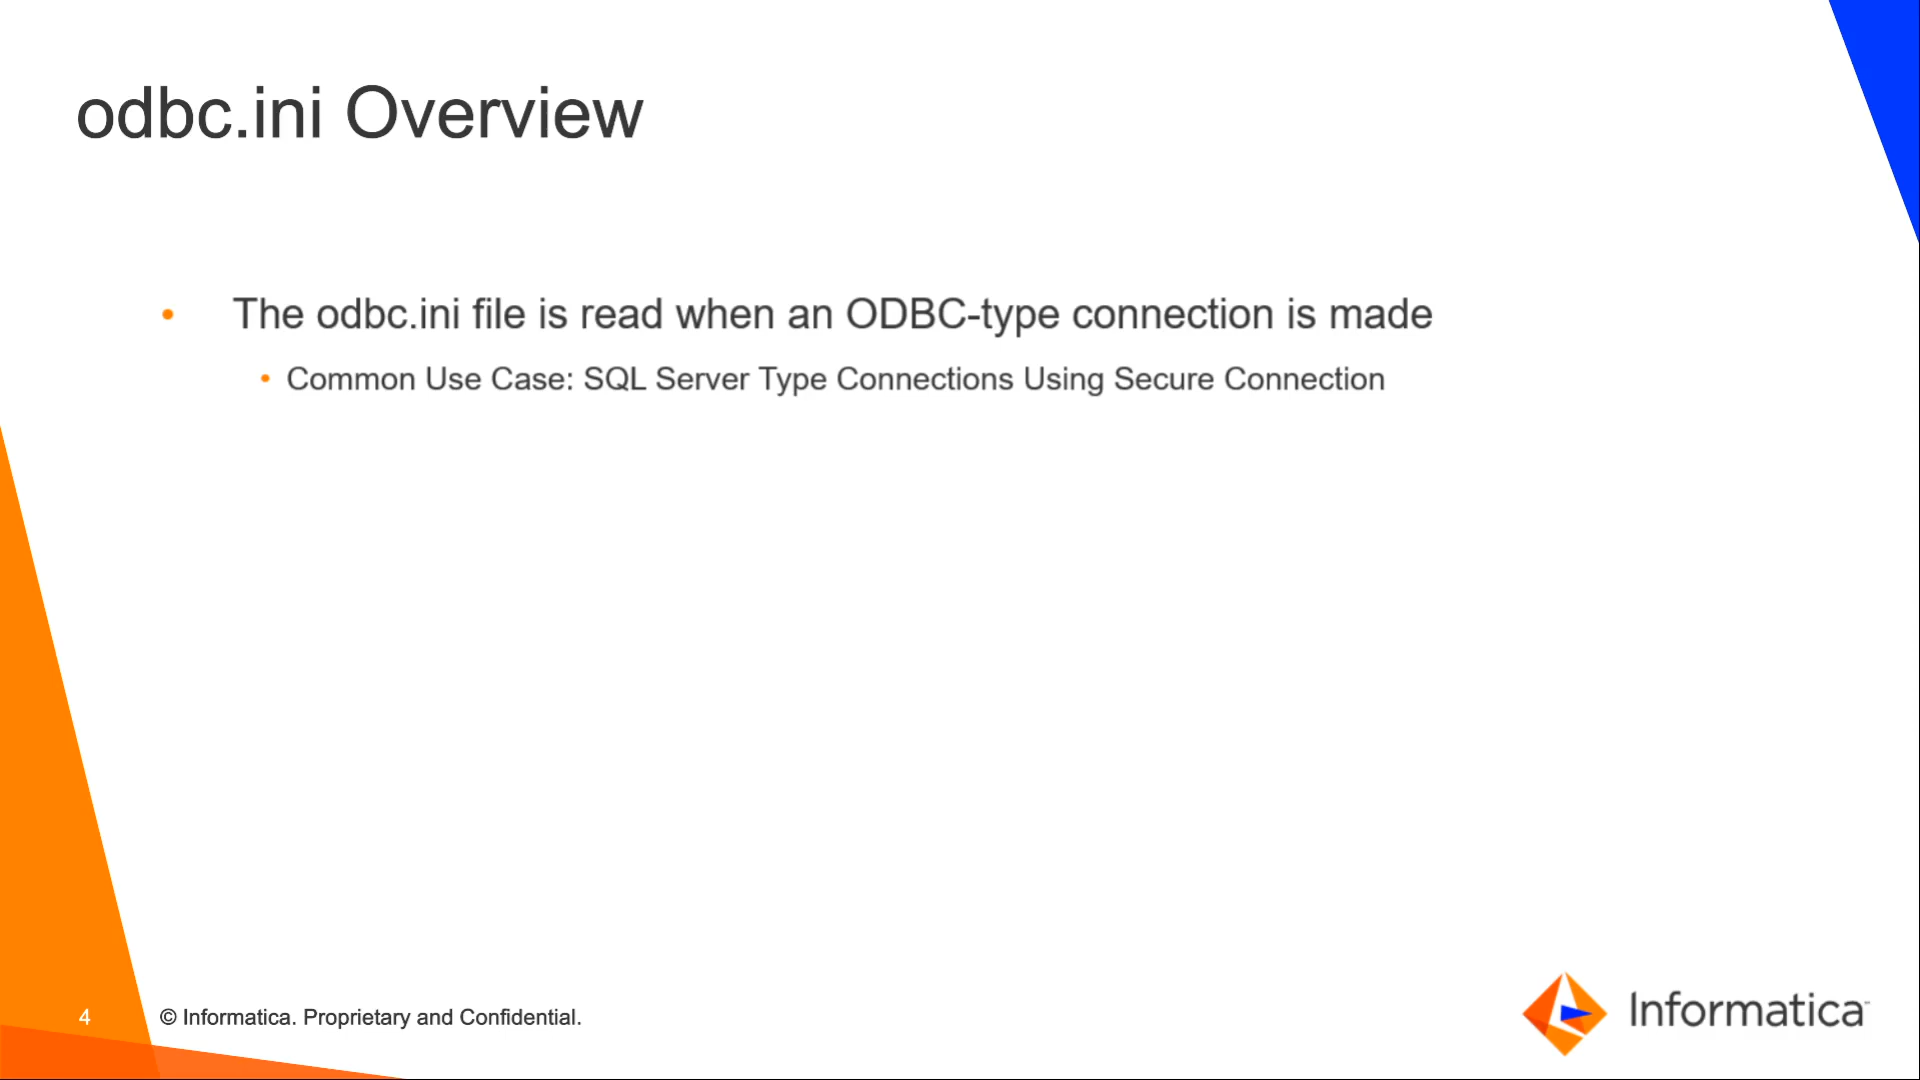 odbc.ini Overview
• The odbc.ini file is read when an ODBC-type connection is made
• Common Use Case: SQL Server Type Connections Using Secure Connection
4 © Informatica. Proprietary and Confidential.
Informatica